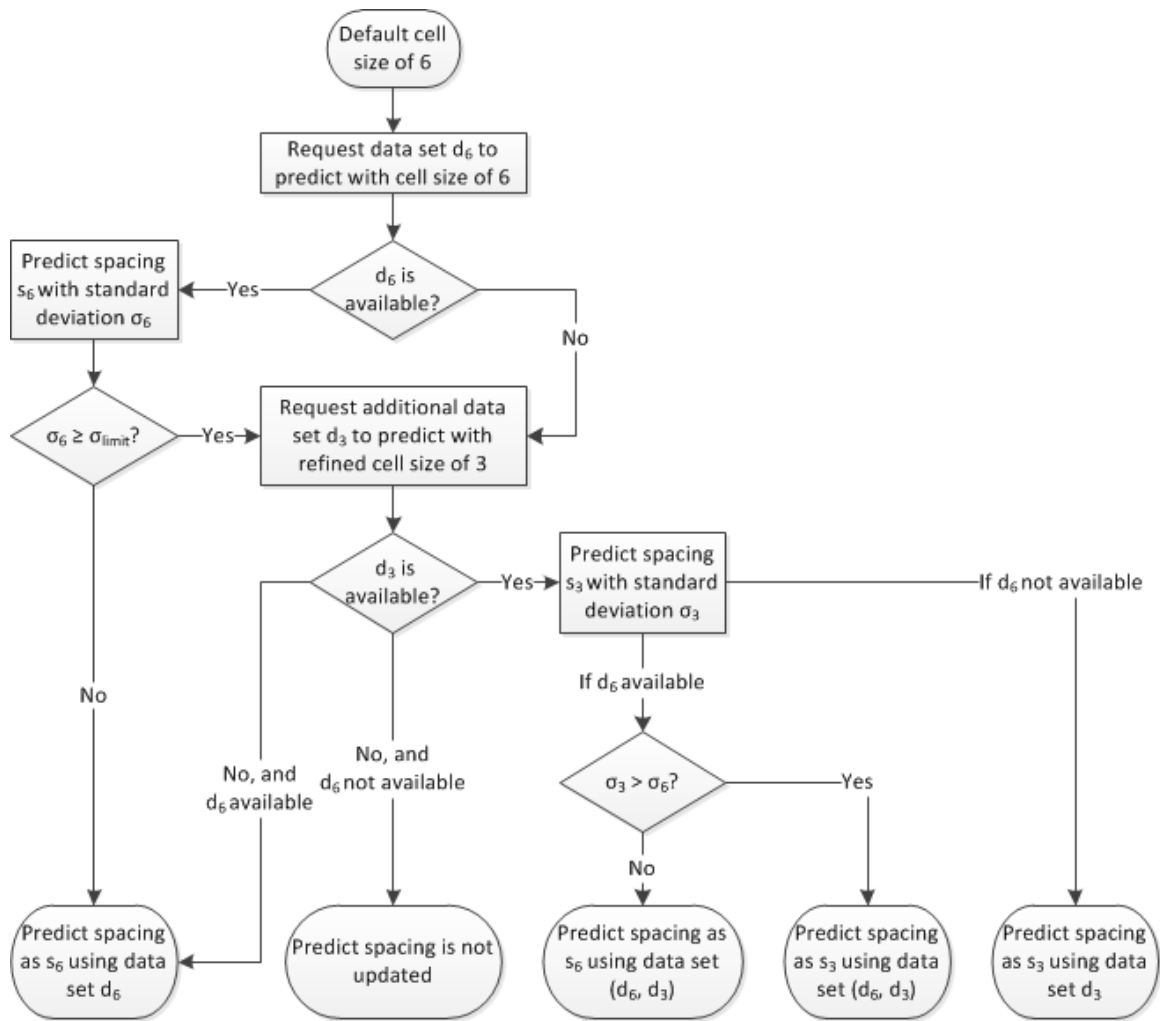 Default cell
size of 6
Request data set d₆ to
predict with cell size of 6
d₆ is
available?
Yes
No
Predict spacing
s₆ with standard
deviation σ₆
σ₆ ≥ σlimit?
Yes
No
Request additional data
set d₃ to predict with
refined cell size of 3
d₃ is
available?
Yes
No, and
d₆ available
No, and
d₆ not available
Predict spacing
s₃ with standard
deviation σ₃
If d₆ not available
If d₆ available
σ₃ > σ₆?
Yes
No
Predict spacing
as s₆ using data
set d₆
Predict spacing is not
updated
Predict spacing as
s₆ using data set
(d₆, d₃)
Predict spacing
as s₃ using data
set (d₆, d₃)
Predict spacing
as s₃ using data
set d₃